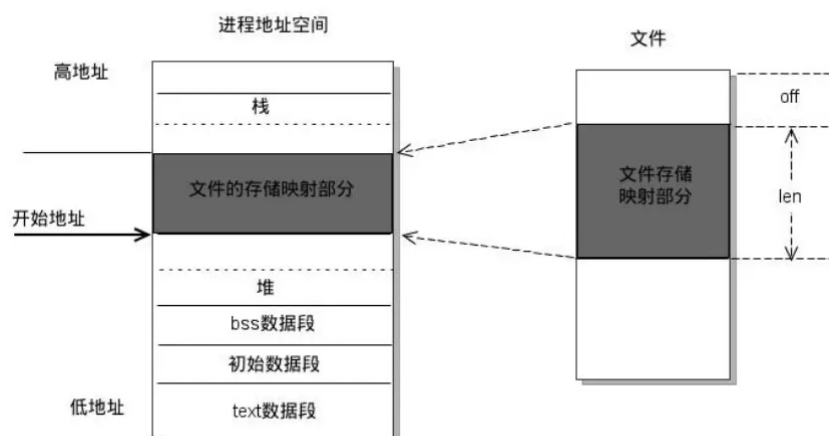 进程地址空间
文件
高地址
off
栈
文件的存储映射部分
文件存储
映射部分
len
开始地址
堆
bss数据段
初始数据段
低地址
text数据段